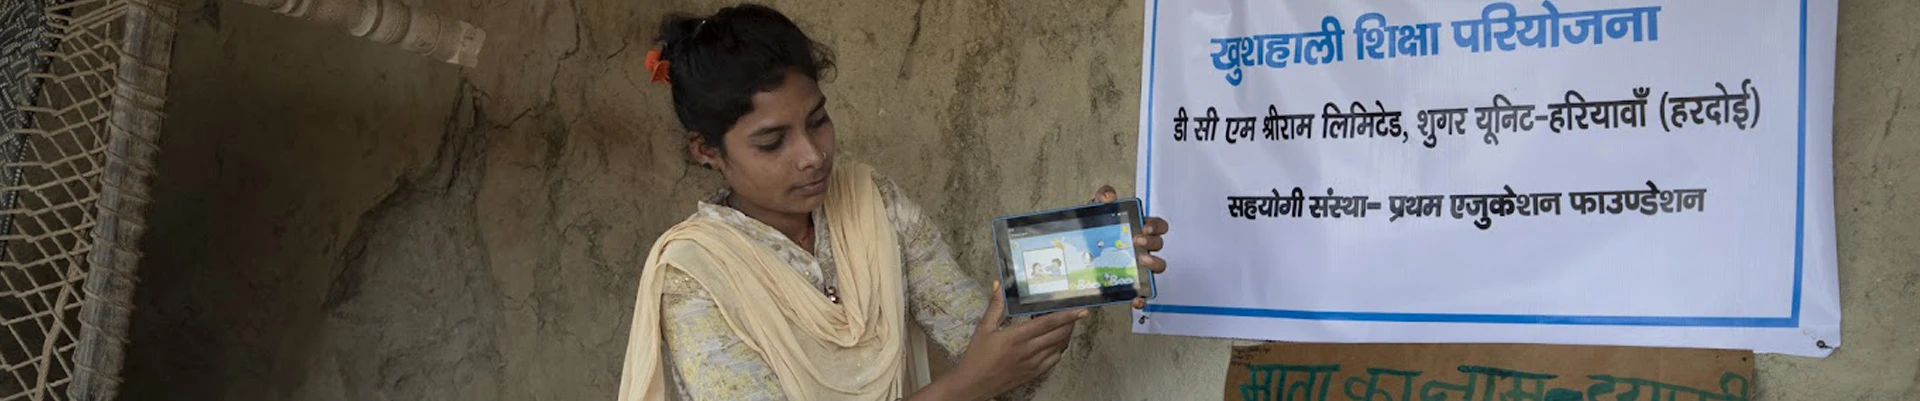 खुशहाली शिक्षा परियोजना
डी सी एम श्रीराम लिमिटेड, शुगर यूनिट-हरियावाँ (हरदोई)
सहयोगी संस्था- प्रथम एजुकेशन फाउण्डेशन
माता का नाम-